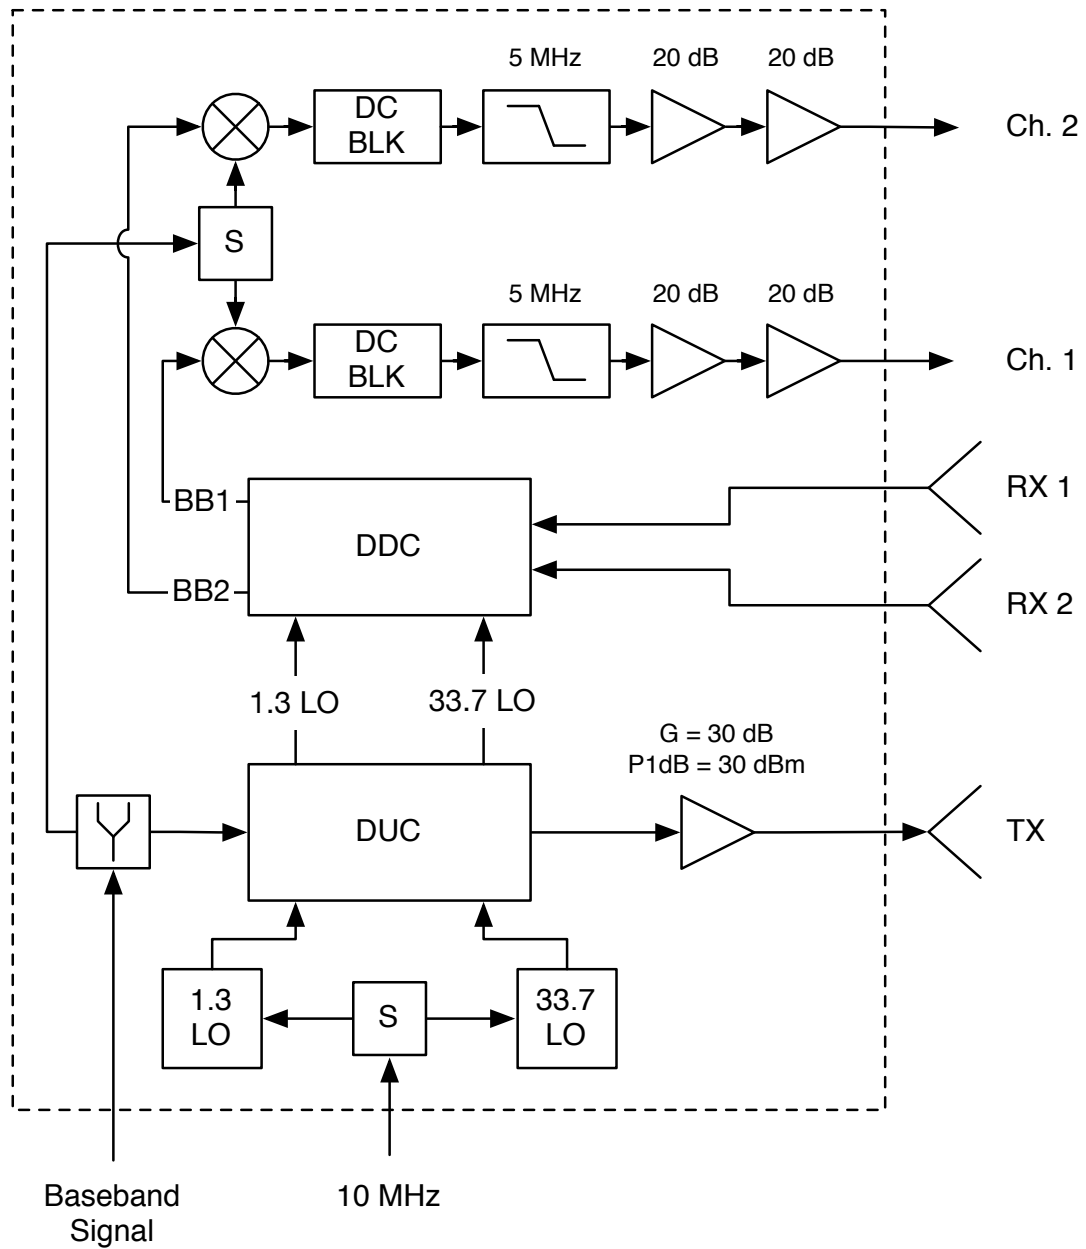 5 MHz
20 dB
20 dB
DC
BLK
Ch. 2
S
5 MHz
20 dB
20 dB
DC
BLK
Ch. 1
BB1
RX 1
DDC
BB2
RX 2
1.3 LO
33.7 LO
G = 30 dB
P1dB = 30 dBm
DUC
TX
1.3
LO
S
33.7
LO
Baseband
Signal
10 MHz